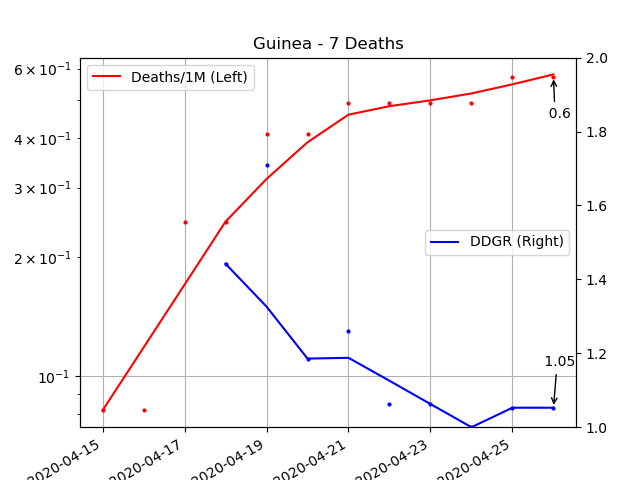 Guinea - 7 Deaths
Deaths/1M (Left)
DDGR (Right)
6 × 10⁻¹
4 × 10⁻¹
3 × 10⁻¹
2 × 10⁻¹
10⁻¹
2.0
1.8
1.6
1.4
1.2
1.0
0.6
1.05
2020-04-15
2020-04-17
2020-04-19
2020-04-21
2020-04-23
2020-04-25